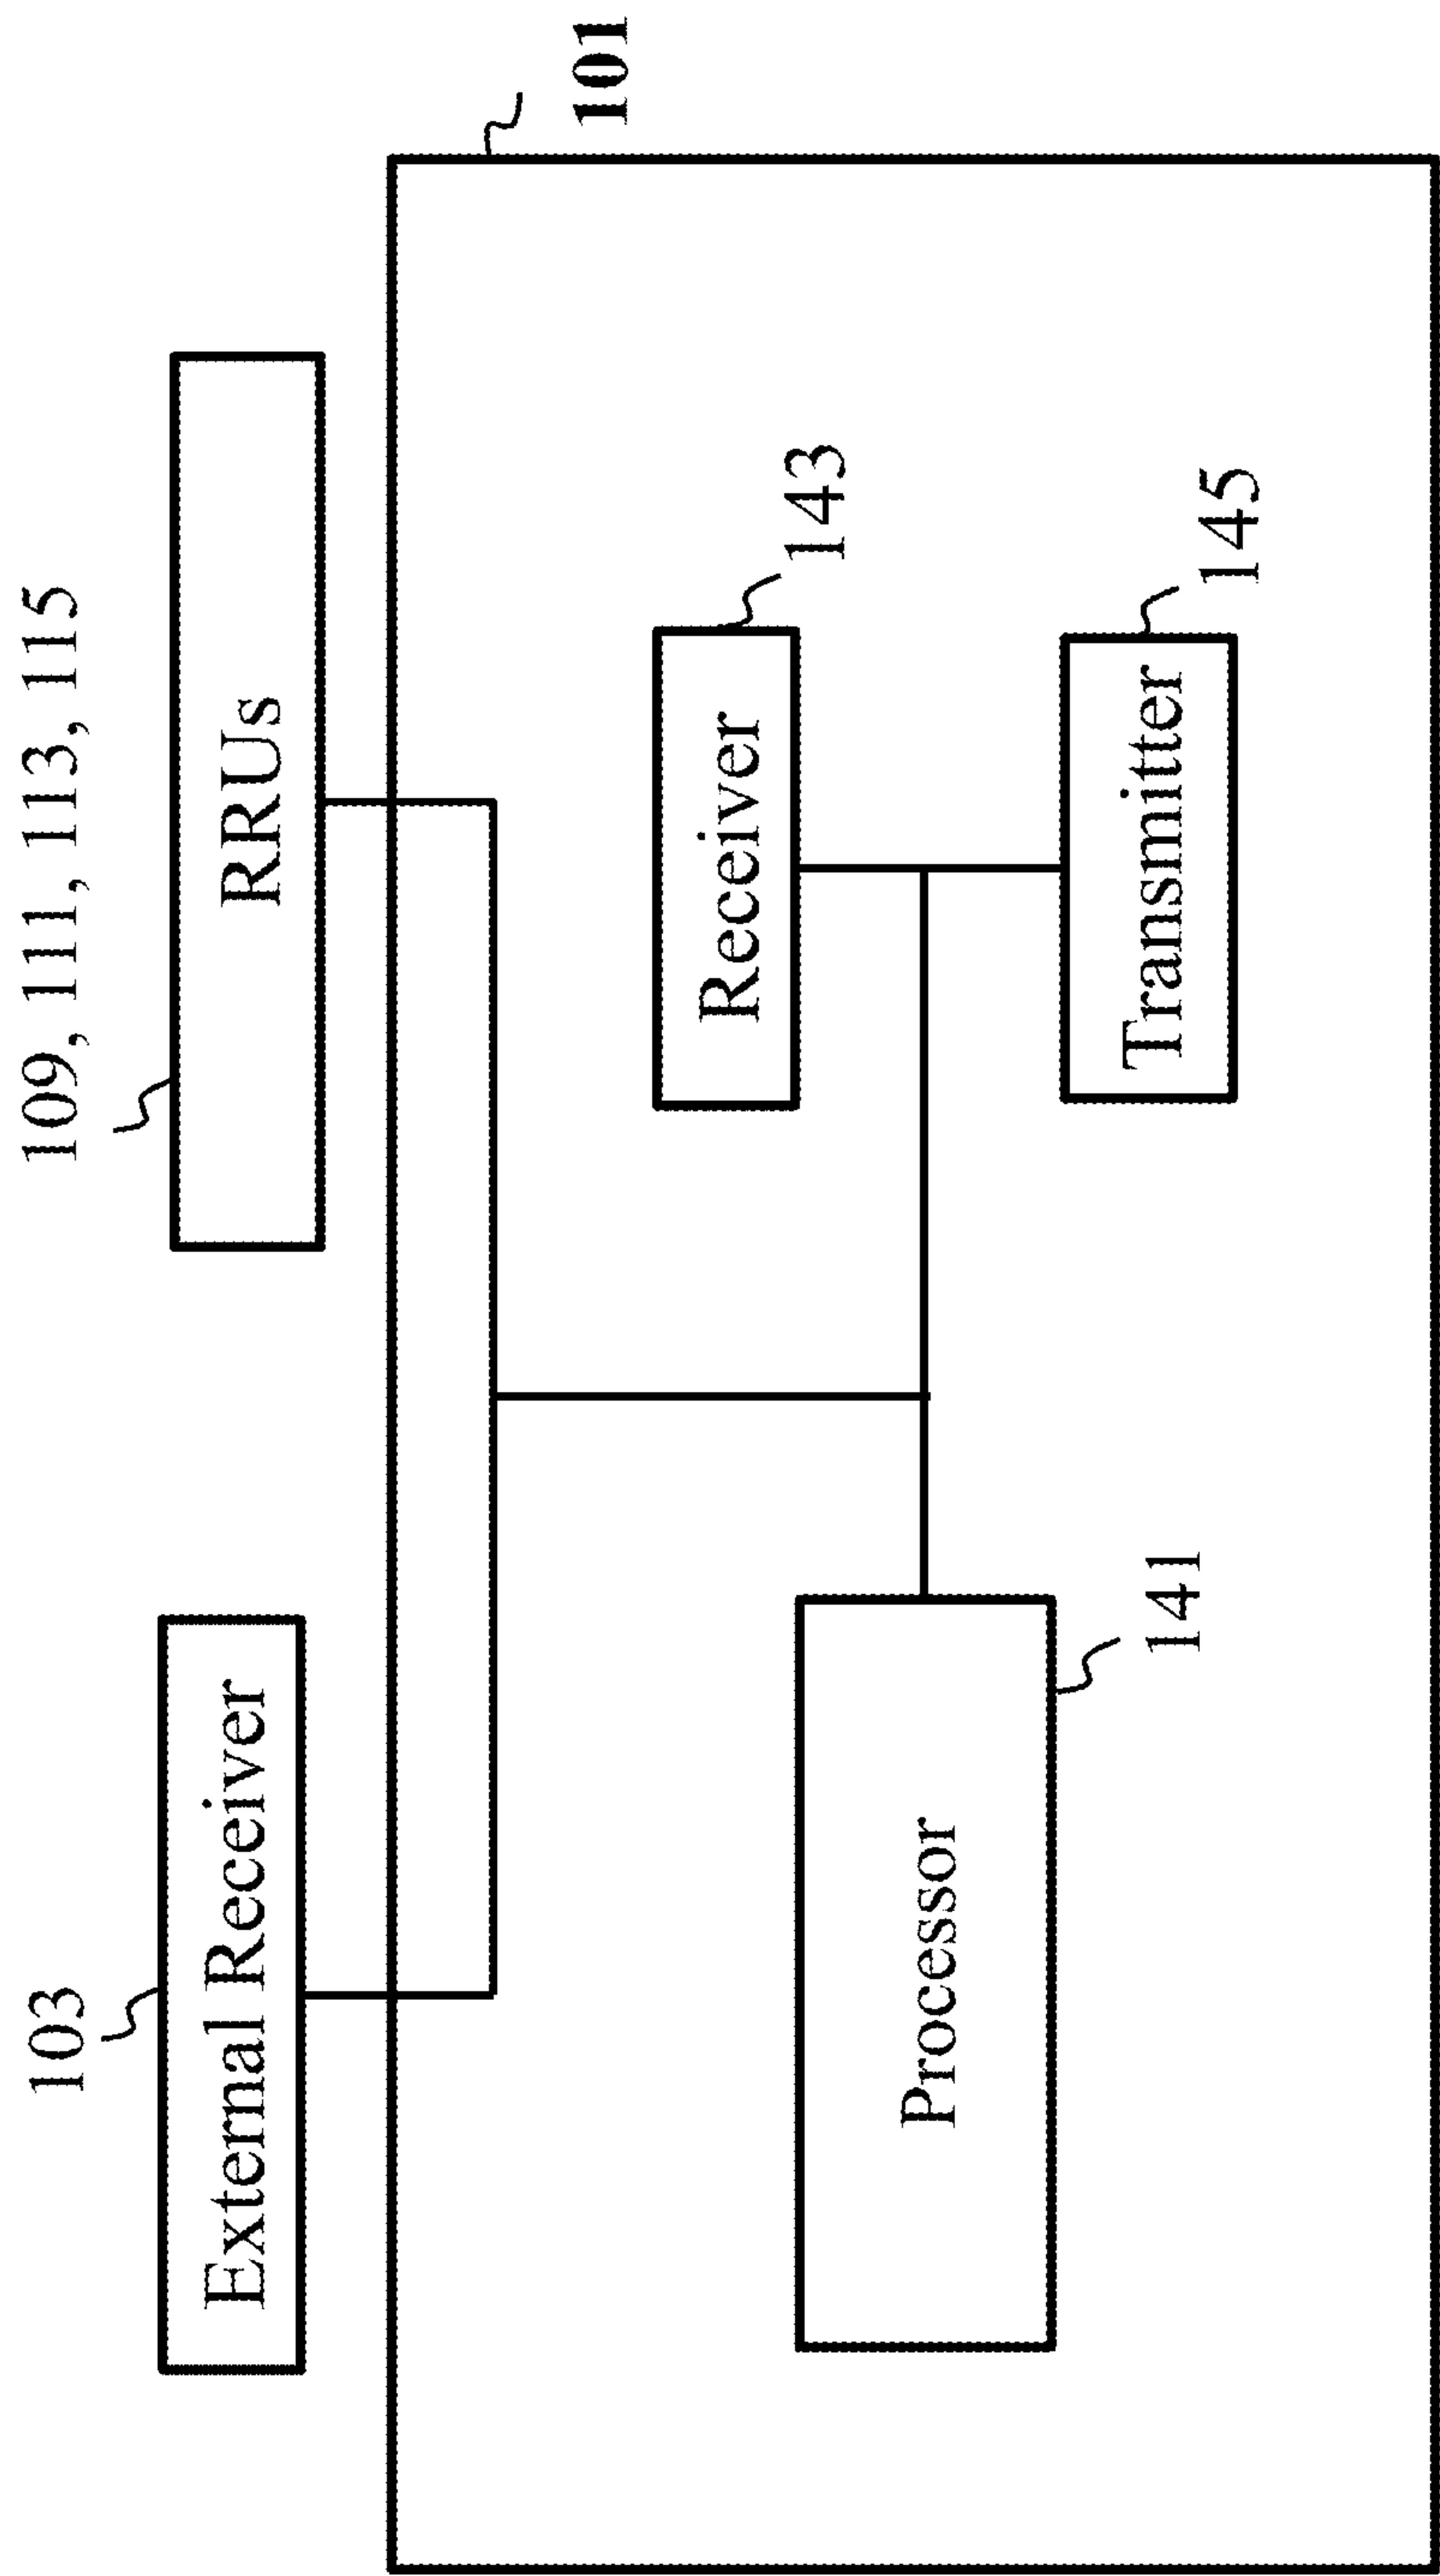 103
109, 111, 113, 115
External Receiver
RRUs
101
Receiver
143
Processor
141
Transmitter
145